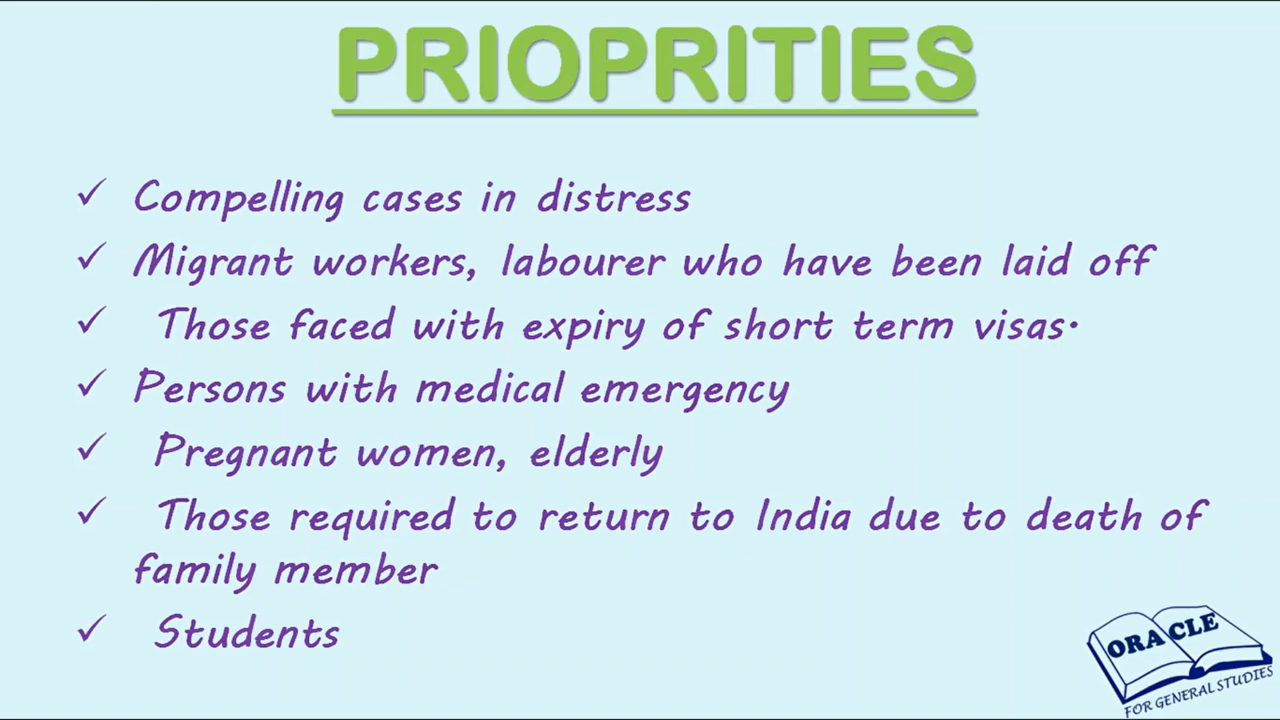 PRIOPRITIES
✓ Compelling cases in distress
✓ Migrant workers, labourer who have been laid off
✓ Those faced with expiry of short term visas.
✓ Persons with medical emergency
✓ Pregnant women, elderly
✓ Those required to return to India due to death of
family member
✓ Students
ORACLE
FOR GENERAL STUDIES